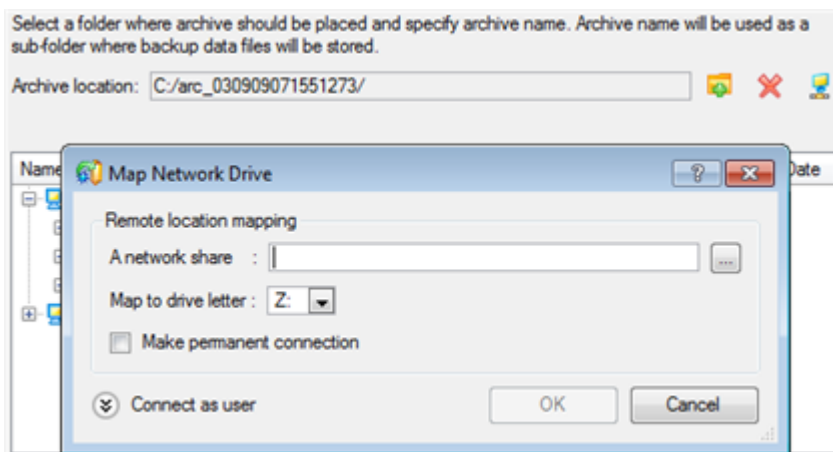 Select a folder where archive should be placed and specify archive name. Archive name will be used as a
sub-folder where backup data files will be stored.
Archive location: C:/arc_030909071551273/
Name
Date
Map Network Drive
Remote location mapping
A network share :
...
Map to drive letter : Z:
Make permanent connection
Connect as user
OK
Cancel